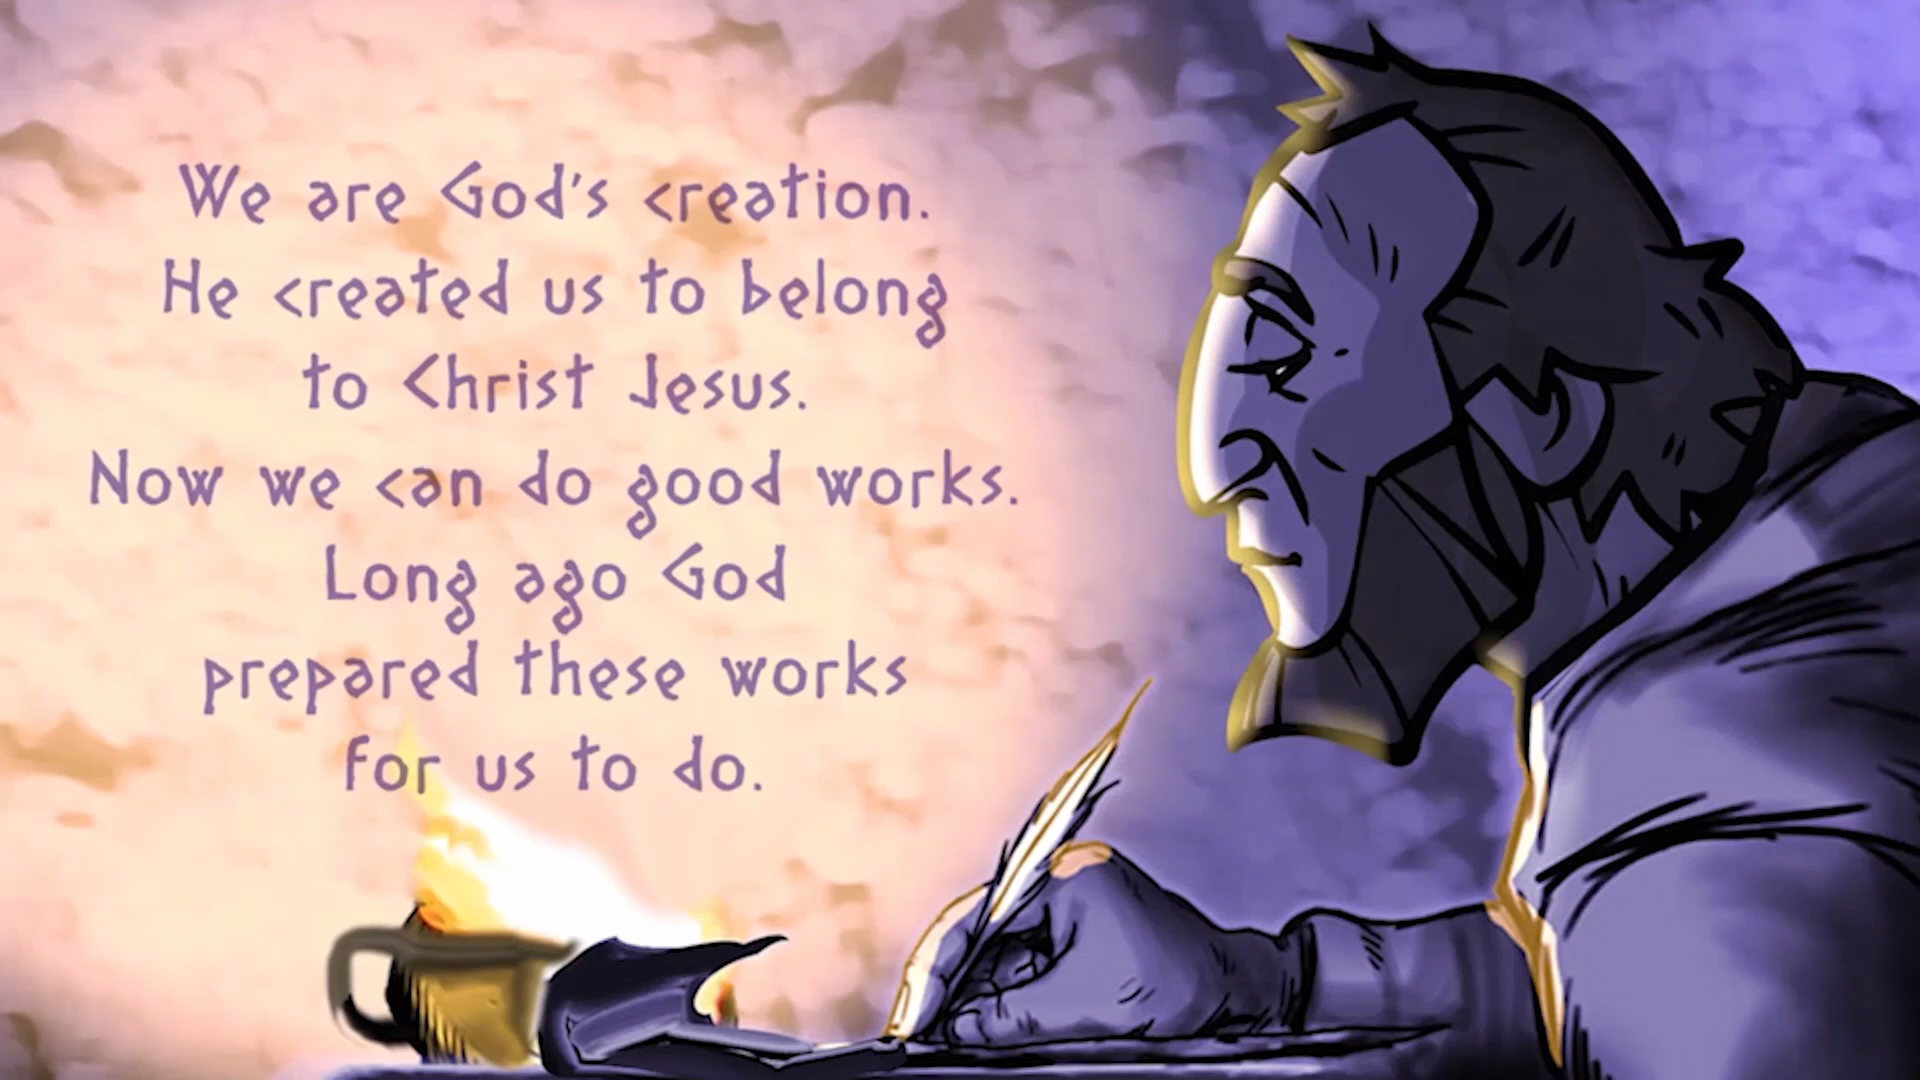 We are God's creation.
He created us to belong
to Christ Jesus.
Now we can do good works.
Long ago God
prepared these works
for us to do.